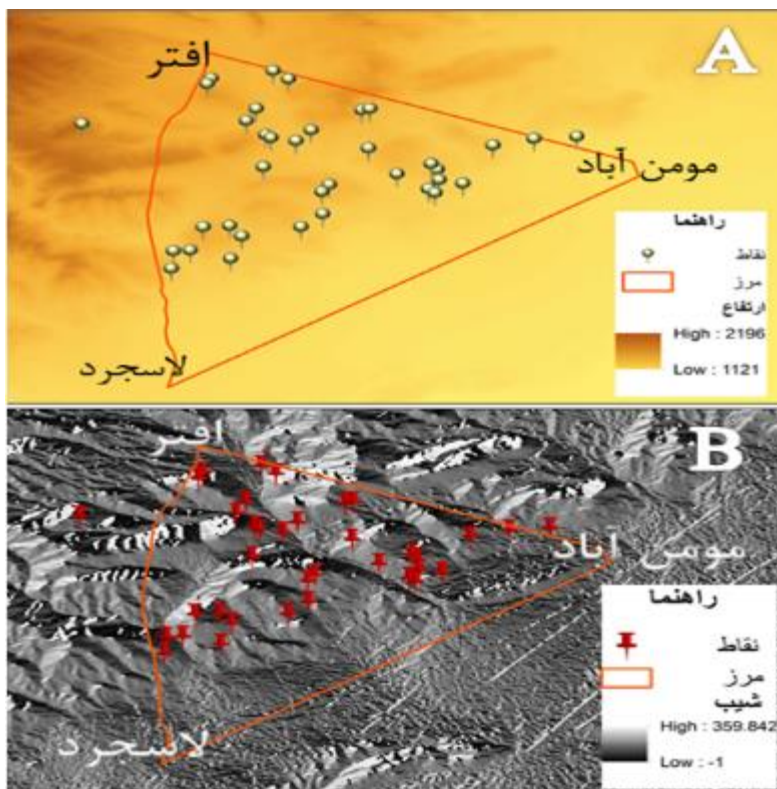 A
افتر
مومن آباد
لاسجرد
راهنما
نقاط
مرز
ارتفاع
High : 2196
Low : 1121
B
افتر
مومن آباد
لاسجرد
راهنما
نقاط
مرز
شیب
High : 359.842
Low : -1